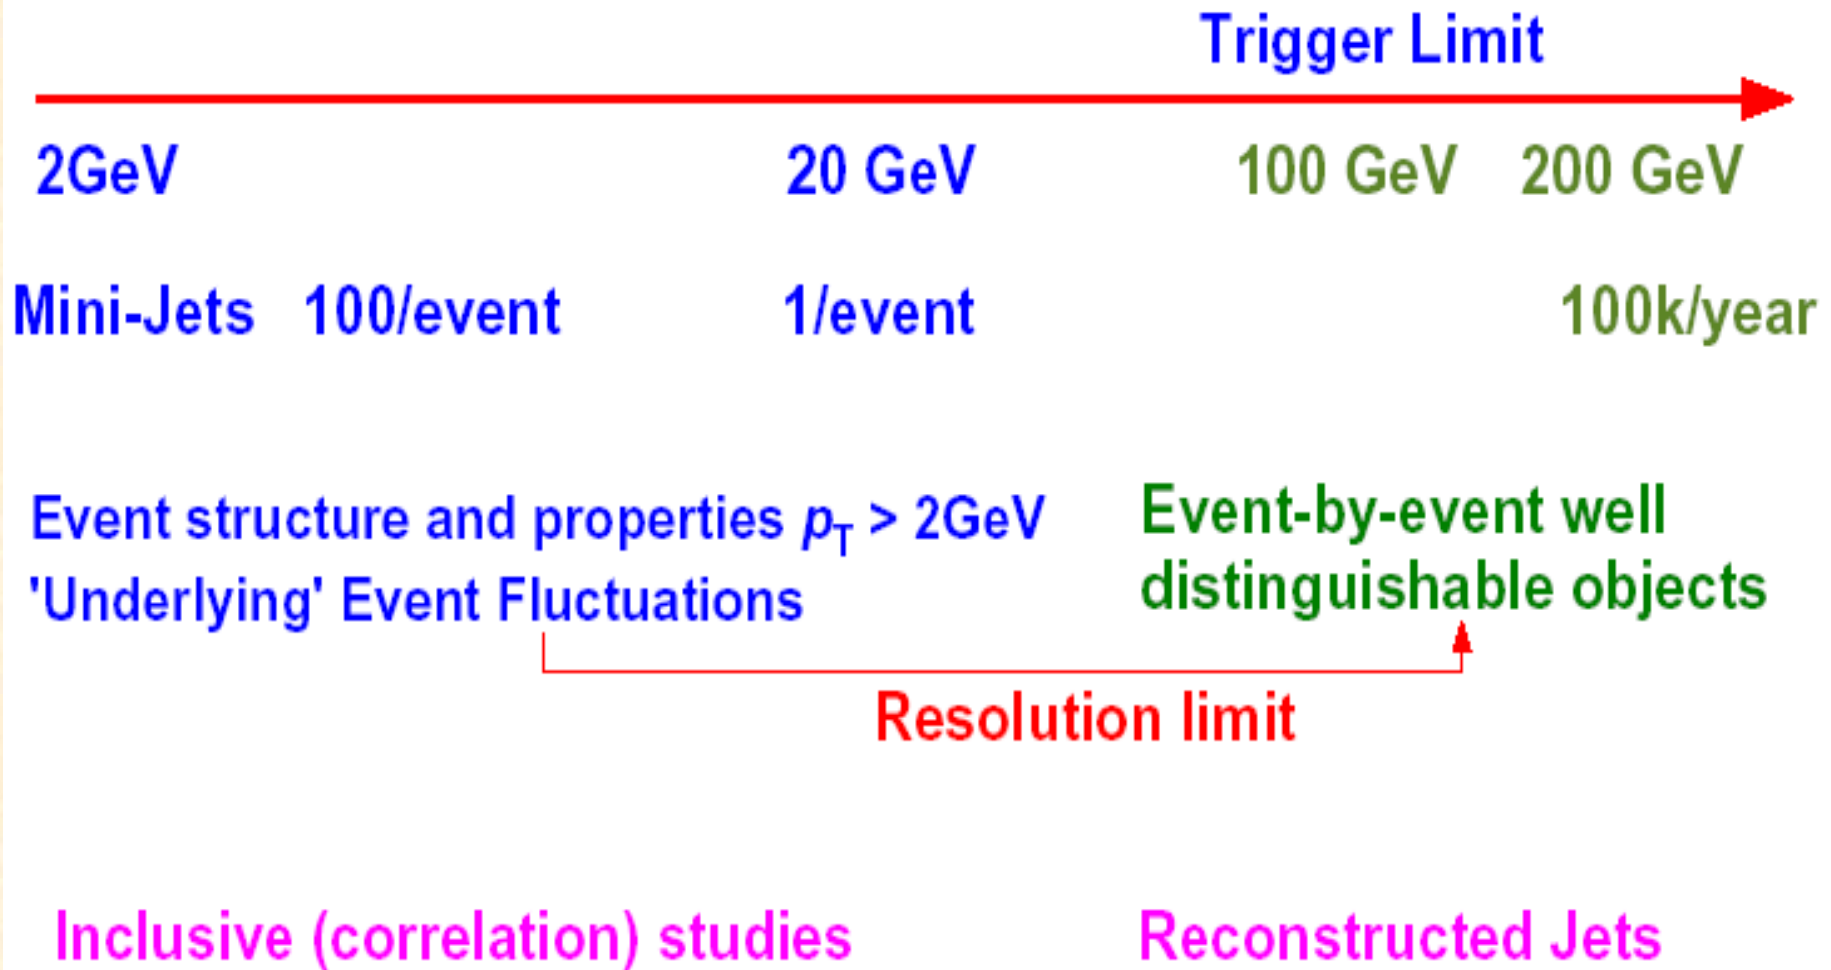 Trigger Limit
2GeV 20 GeV 100 GeV 200 GeV
Mini-Jets 100/event 1/event 100k/year
Event structure and properties pT > 2GeV
'Underlying' Event Fluctuations
Event-by-event well
distinguishable objects
Resolution limit
Inclusive (correlation) studies Reconstructed Jets